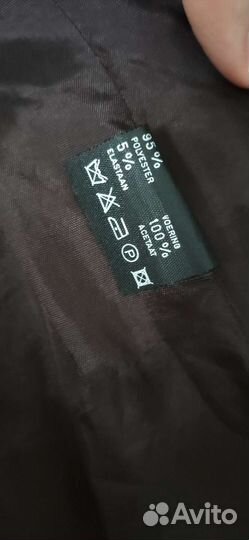 95 %
POLYESTER
5 %
ELASTAAN
VOERING
100 %
ACETAAT
P
Avito